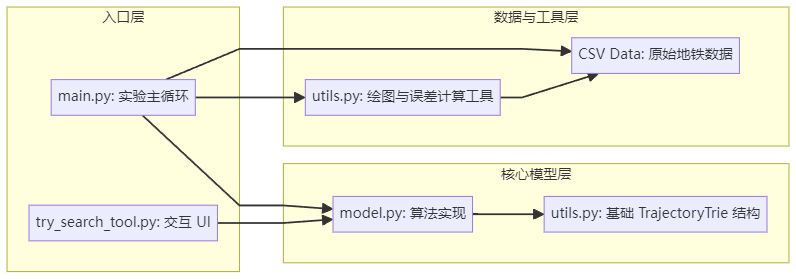 入口层
main.py: 实验主循环
try_search_tool.py: 交互 UI
数据与工具层
CSV Data: 原始地铁数据
utils.py: 绘图与误差计算工具
核心模型层
model.py: 算法实现
utils.py: 基础 TrajectoryTrie 结构